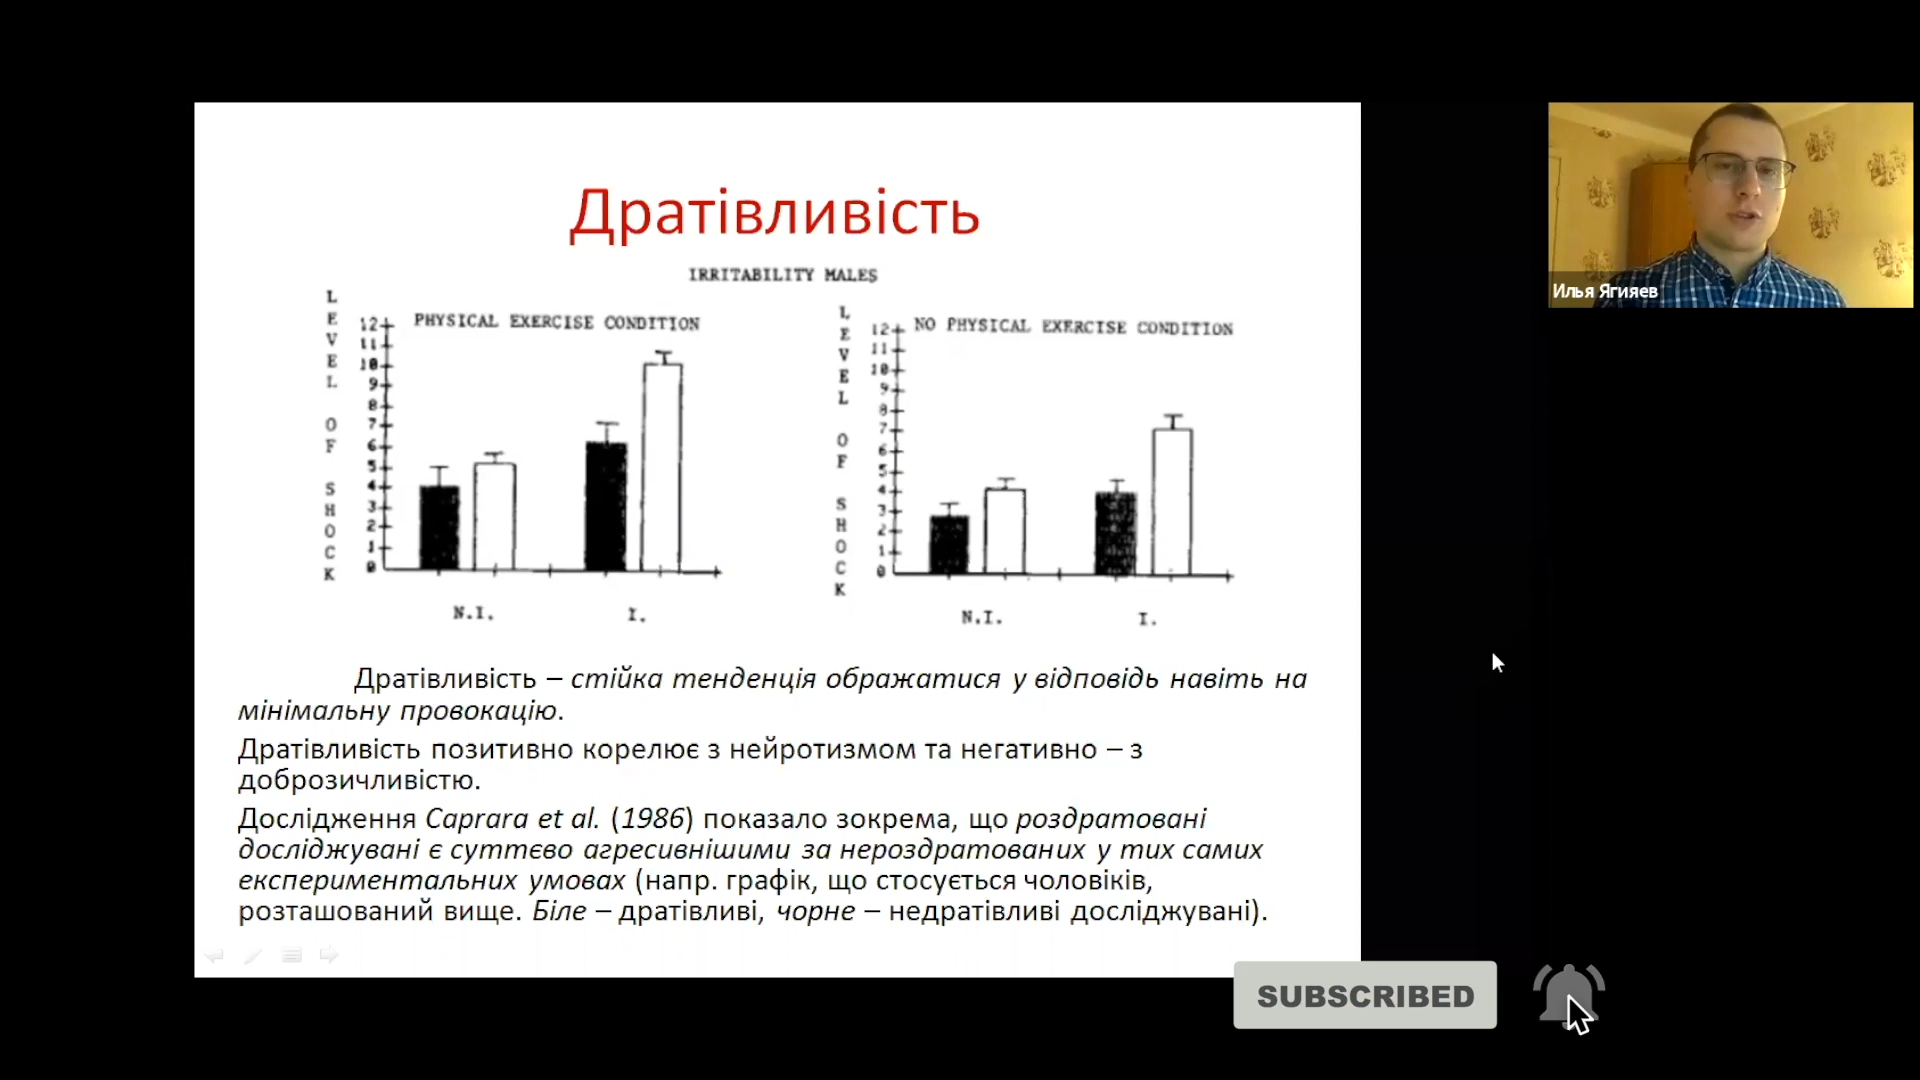 Дратівливість
IRRITABILITY MALES
LEVEL OF SHOCK
PHYSICAL EXERCISE CONDITION
12
11
10
9
8
7
6
5
4
3
2
1
0
N.I.
I.
LEVEL OF SHOCK
NO PHYSICAL EXERCISE CONDITION
12
11
10
9
8
7
6
5
4
3
2
1
0
N.I.
I.
Дратівливість – стійка тенденція ображатися у відповідь навіть на
мінімальну провокацію.
Дратівливість позитивно корелює з нейротизмом та негативно – з
доброзичливістю.
Дослідження Caprara et al. (1986) показало зокрема, що роздратовані
досліджувані є суттєво агресивнішими за нероздратованих у тих самих
експериментальних умовах (напр. графік, що стосується чоловіків,
розташований вище. Біле – дратівливі, чорне – недратівливі досліджувані).
Илья Ягияев
SUBSCRIBED